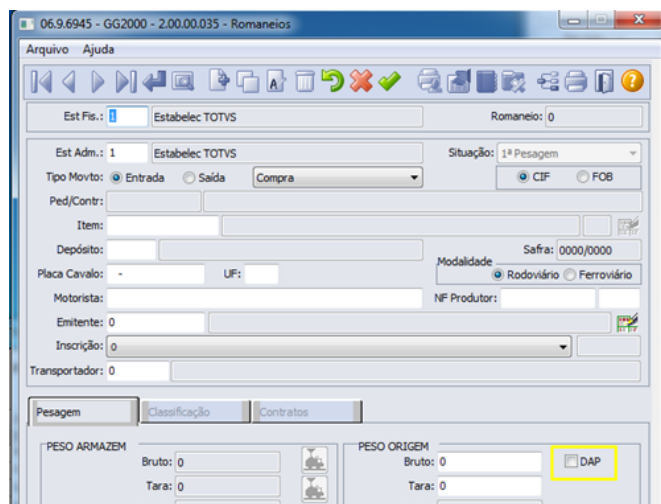 06.9.6945 - GG2000 - 2.00.00.035 - Romaneios
Arquivo Ajuda
Est Fis.: 1 Estabelec TOTVS Romaneio: 0
Est Adm.: 1 Estabelec TOTVS Situação: 1ª Pesagem
Tipo Movto: Entrada Saída Compra CIF FOB
Ped/Contr:
Item:
Depósito: Safra: 0000/0000
Modalidade
Placa Cavalo: - UF: Rodoviário Ferroviário
Motorista: NF Produtor:
Emitente: 0
Inscrição: 0
Transportador: 0
Pesagem Classificação Contratos
PESO ARMAZEM PESO ORIGEM
Bruto: 0 Bruto: 0 DAP
Tara: 0 Tara: 0